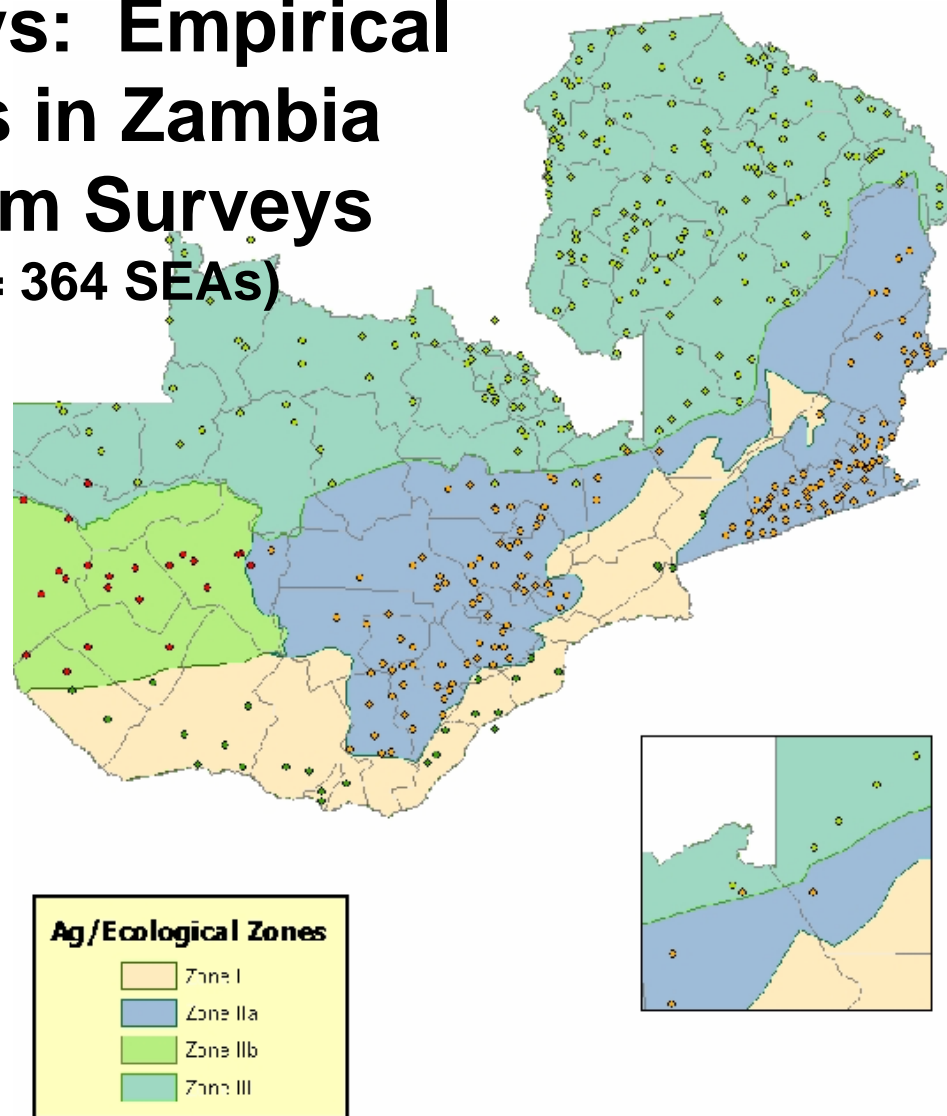 ys: Empirical
s in Zambia
m Surveys
= 364 SEAs)
Ag/Ecological Zones
Zone I
Zone IIa
Zone IIb
Zone III